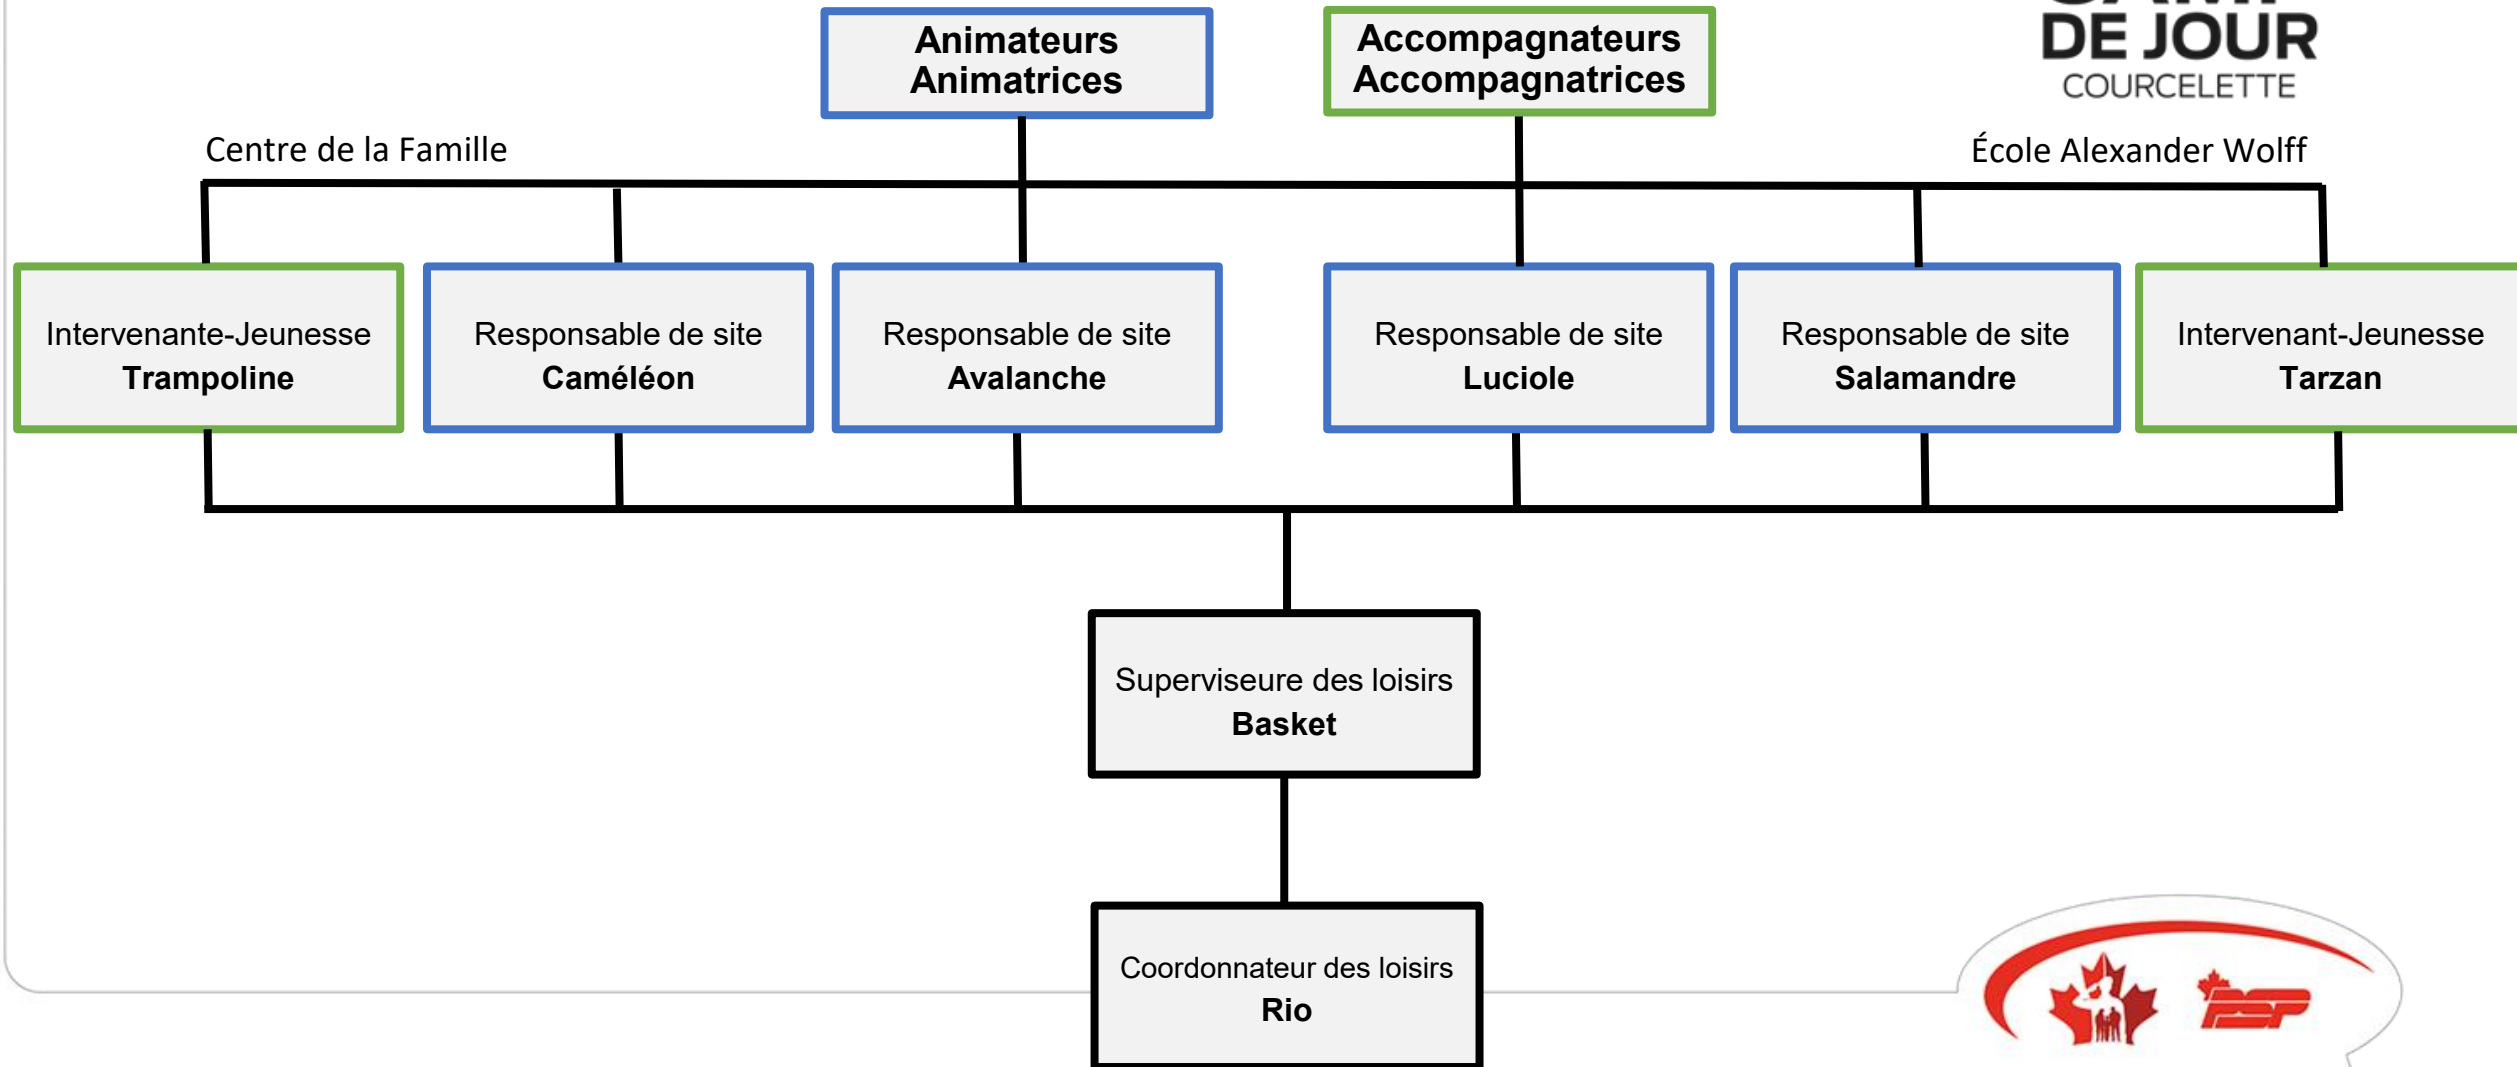 Animateurs
Animatrices
Accompagnateurs
Accompagnatrices
DE JOUR
COURCELETTE
Centre de la Famille
École Alexander Wolff
Intervenante-Jeunesse
Trampoline
Responsable de site
Caméléon
Responsable de site
Avalanche
Responsable de site
Luciole
Responsable de site
Salamandre
Intervenant-Jeunesse
Tarzan
Superviseure des loisirs
Basket
Coordonnateur des loisirs
Rio
PSP